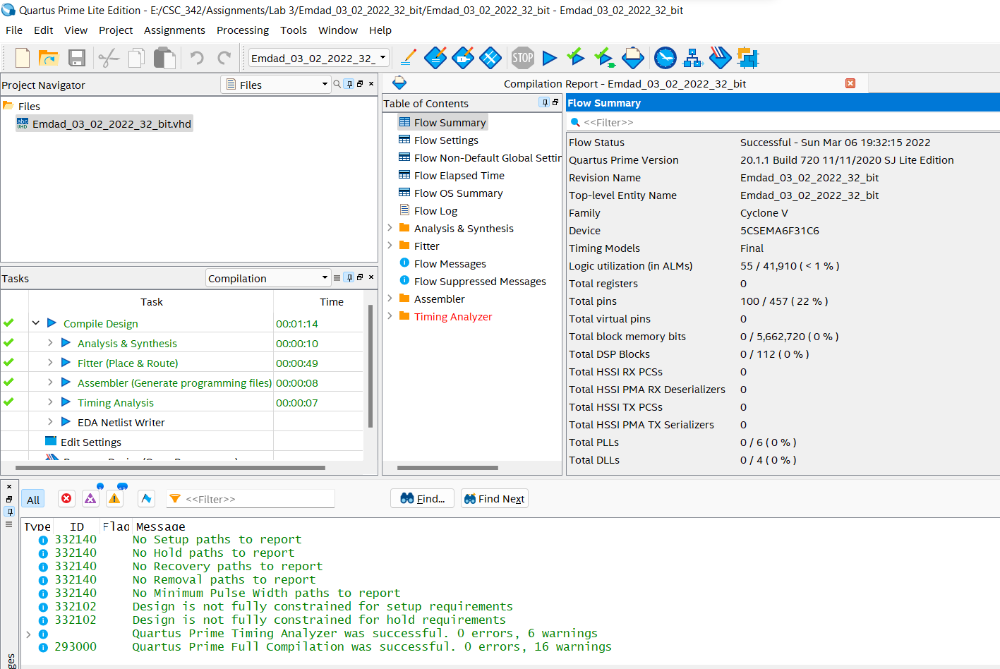 Quartus Prime Lite Edition - E:/CSC_342/Assignments/Lab 3/Emdad_03_02_2022_32_bit/Emdad_03_02_2022_32_bit - Emdad_03_02_2022_32_bit
File Edit View Project Assignments Processing Tools Window Help
Emdad_03_02_2022_32_
STOP
Project Navigator
Files
Files
abc
VHD
Emdad_03_02_2022_32_bit.vhd
Tasks
Compilation
Task Time
Compile Design 00:01:14
Analysis & Synthesis 00:00:10
Fitter (Place & Route) 00:00:49
Assembler (Generate programming files) 00:00:08
Timing Analysis 00:00:07
EDA Netlist Writer
Edit Settings
Compilation Report - Emdad_03_02_2022_32_bit
Table of Contents
Flow Summary
Flow Settings
Flow Non-Default Global Settin
Flow Elapsed Time
Flow OS Summary
Flow Log
Analysis & Synthesis
Fitter
Flow Messages
Flow Suppressed Messages
Assembler
Timing Analyzer
Flow Summary
<<Filter>>
Flow Status Successful - Sun Mar 06 19:32:15 2022
Quartus Prime Version 20.1.1 Build 720 11/11/2020 SJ Lite Edition
Revision Name Emdad_03_02_2022_32_bit
Top-level Entity Name Emdad_03_02_2022_32_bit
Family Cyclone V
Device 5CSEMA6F31C6
Timing Models Final
Logic utilization (in ALMs) 55 / 41,910 ( < 1 % )
Total registers 0
Total pins 100 / 457 ( 22 % )
Total virtual pins 0
Total block memory bits 0 / 5,662,720 ( 0 % )
Total DSP Blocks 0 / 112 ( 0 % )
Total HSSI RX PCSs 0
Total HSSI PMA RX Deserializers 0
Total HSSI TX PCSs 0
Total HSSI PMA TX Serializers 0
Total PLLs 0 / 6 ( 0 % )
Total DLLs 0 / 4 ( 0 % )
All
<<Filter>>
Find...
Find Next
Type ID Flag Message
332140 No Setup paths to report
332140 No Hold paths to report
332140 No Recovery paths to report
332140 No Removal paths to report
332140 No Minimum Pulse Width paths to report
332102 Design is not fully constrained for setup requirements
332102 Design is not fully constrained for hold requirements
Quartus Prime Timing Analyzer was successful. 0 errors, 6 warnings
293000 Quartus Prime Full Compilation was successful. 0 errors, 16 warnings
ges